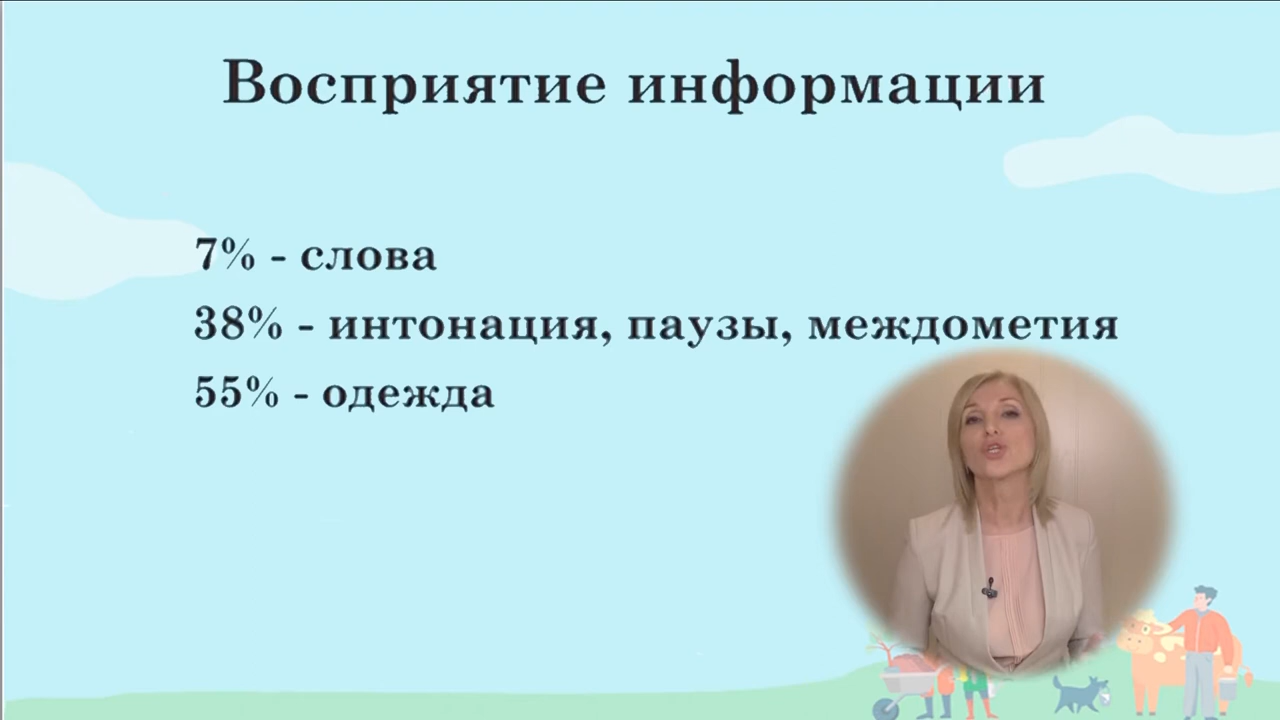 Восприятие информации
7% - слова
38% - интонация, паузы, междометия
55% - одежда